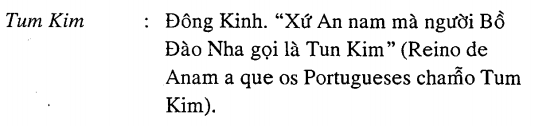 Tum Kim : Đông Kinh. “Xứ An nam mà người Bồ
Đào Nha gọi là Tun Kim” (Reino de
Anam a que os Portugueses chamão Tum
Kim).